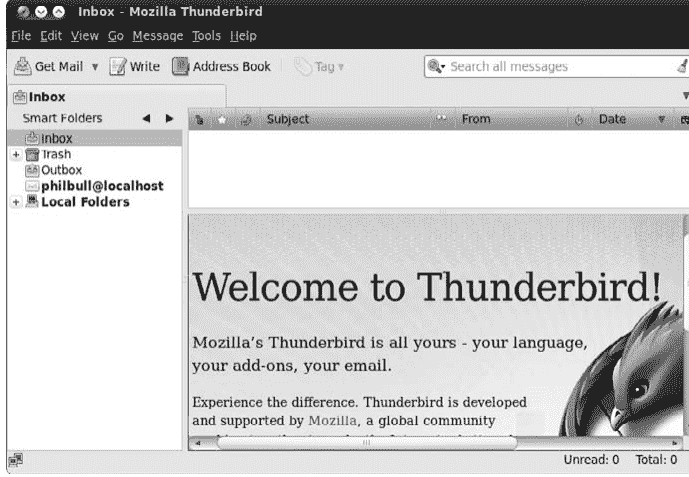 Inbox - Mozilla Thunderbird
File Edit View Go Message Tools Help
Get Mail Write Address Book Tag Search all messages
Inbox
Smart Folders Subject From Date
Inbox
Trash
Outbox
philbull@localhost
Local Folders
Welcome to Thunderbird!
Mozilla's Thunderbird is all yours - your language,
your add-ons, your email.
Experience the difference. Thunderbird is developed
and supported by Mozilla, a global community
Unread: 0 Total: 0